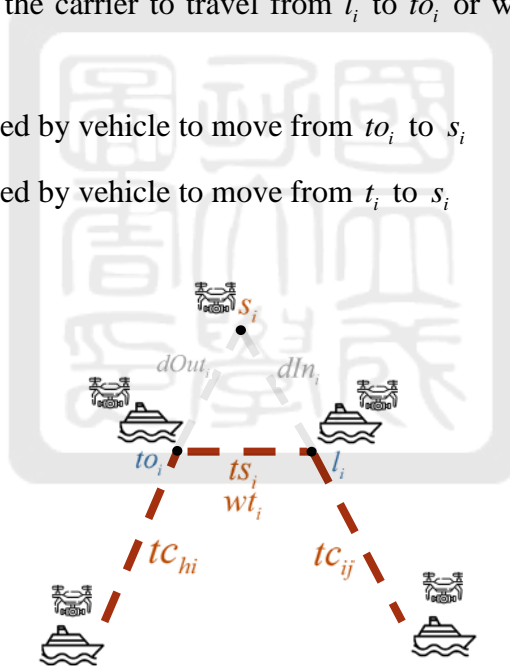 the carrier to travel from l_i to to_i or w
ed by vehicle to move from to_i to s_i
ed by vehicle to move from t_i to s_i
s_i
dOut_i dIn_i
to_i ts_i l_i
wt_i
tc_hi tc_ij